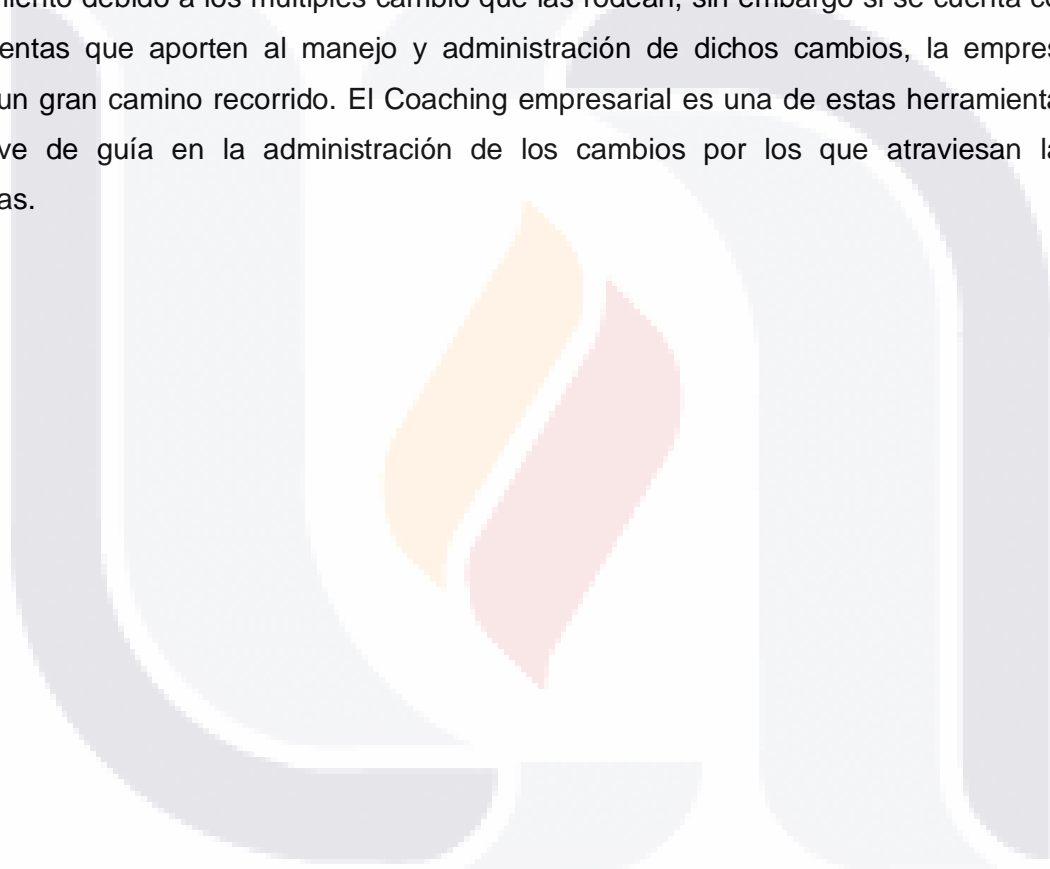 miento debido a los múltiples cambio que las rodean, sin embargo si se cuenta co
entas que aporten al manejo y administración de dichos cambios, la empres
un gran camino recorrido. El Coaching empresarial es una de estas herramienta
ve de guía en la administración de los cambios por los que atraviesan la
as.